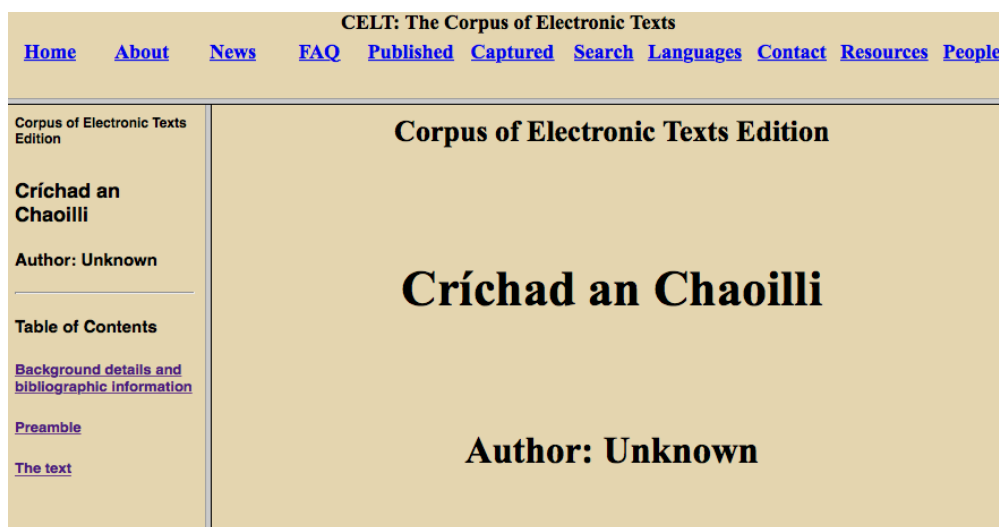 CELT: The Corpus of Electronic Texts
Home About News FAQ Published Captured Search Languages Contact Resources People
Corpus of Electronic Texts
Edition
Críchad an
Chaoilli
Author: Unknown
Table of Contents
Background details and
bibliographic information
Preamble
The text
Corpus of Electronic Texts Edition
Críchad an Chaoilli
Author: Unknown